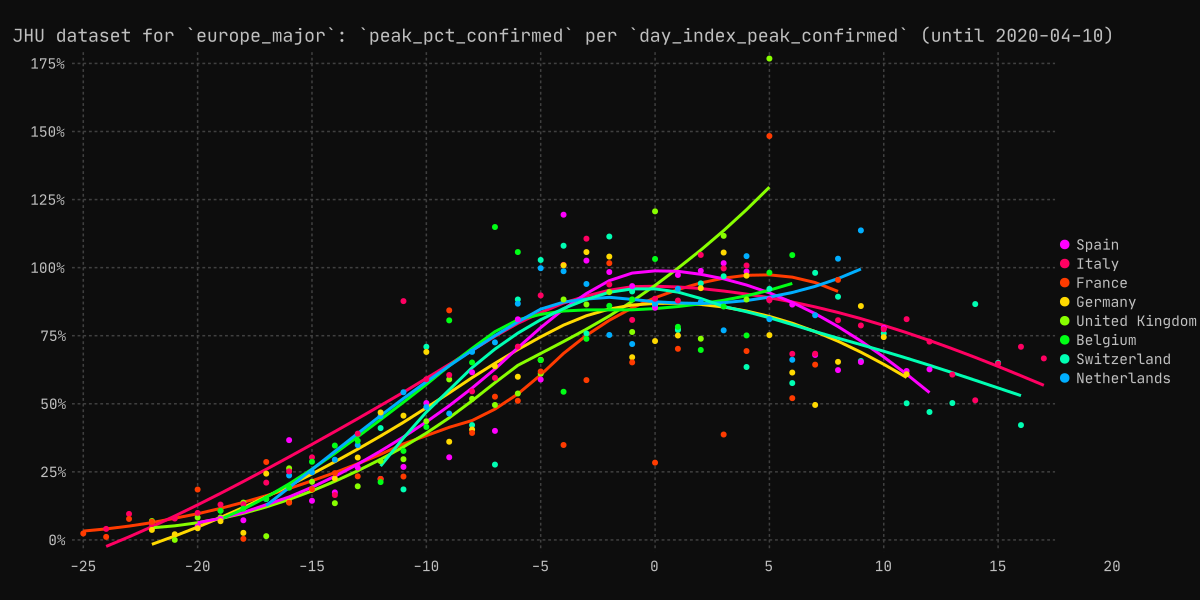 JHU dataset for `europe_major`: `peak_pct_confirmed` per `day_index_peak_confirmed` (until 2020-04-10)
175%
150%
125%
100%
75%
50%
25%
0%
-25 -20 -15 -10 -5 0 5 10 15 20
Spain
Italy
France
Germany
United Kingdom
Belgium
Switzerland
Netherlands